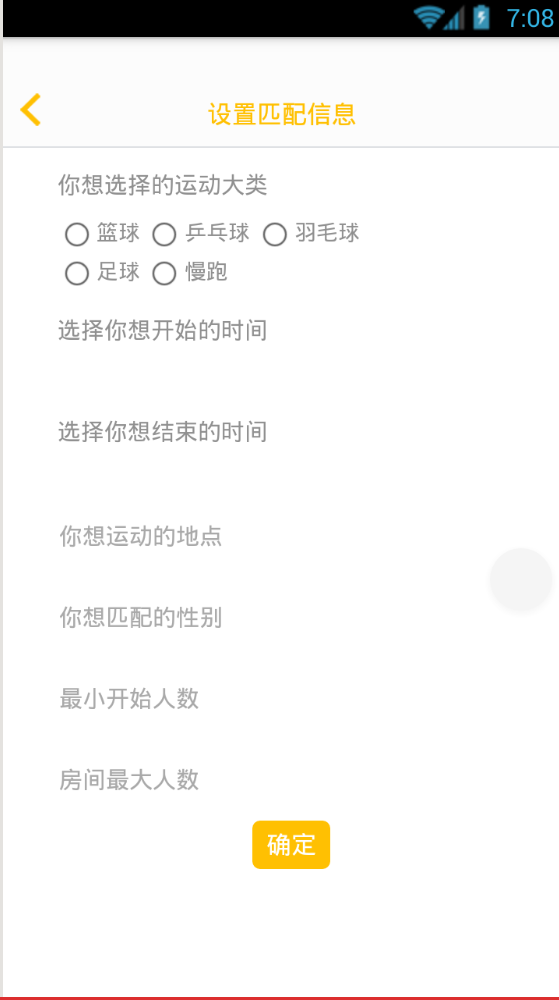 7:08
设置匹配信息
你想选择的运动大类
篮球 乒乓球 羽毛球
足球 慢跑
选择你想开始的时间
选择你想结束的时间
你想运动的地点
你想匹配的性别
最小开始人数
房间最大人数
确定